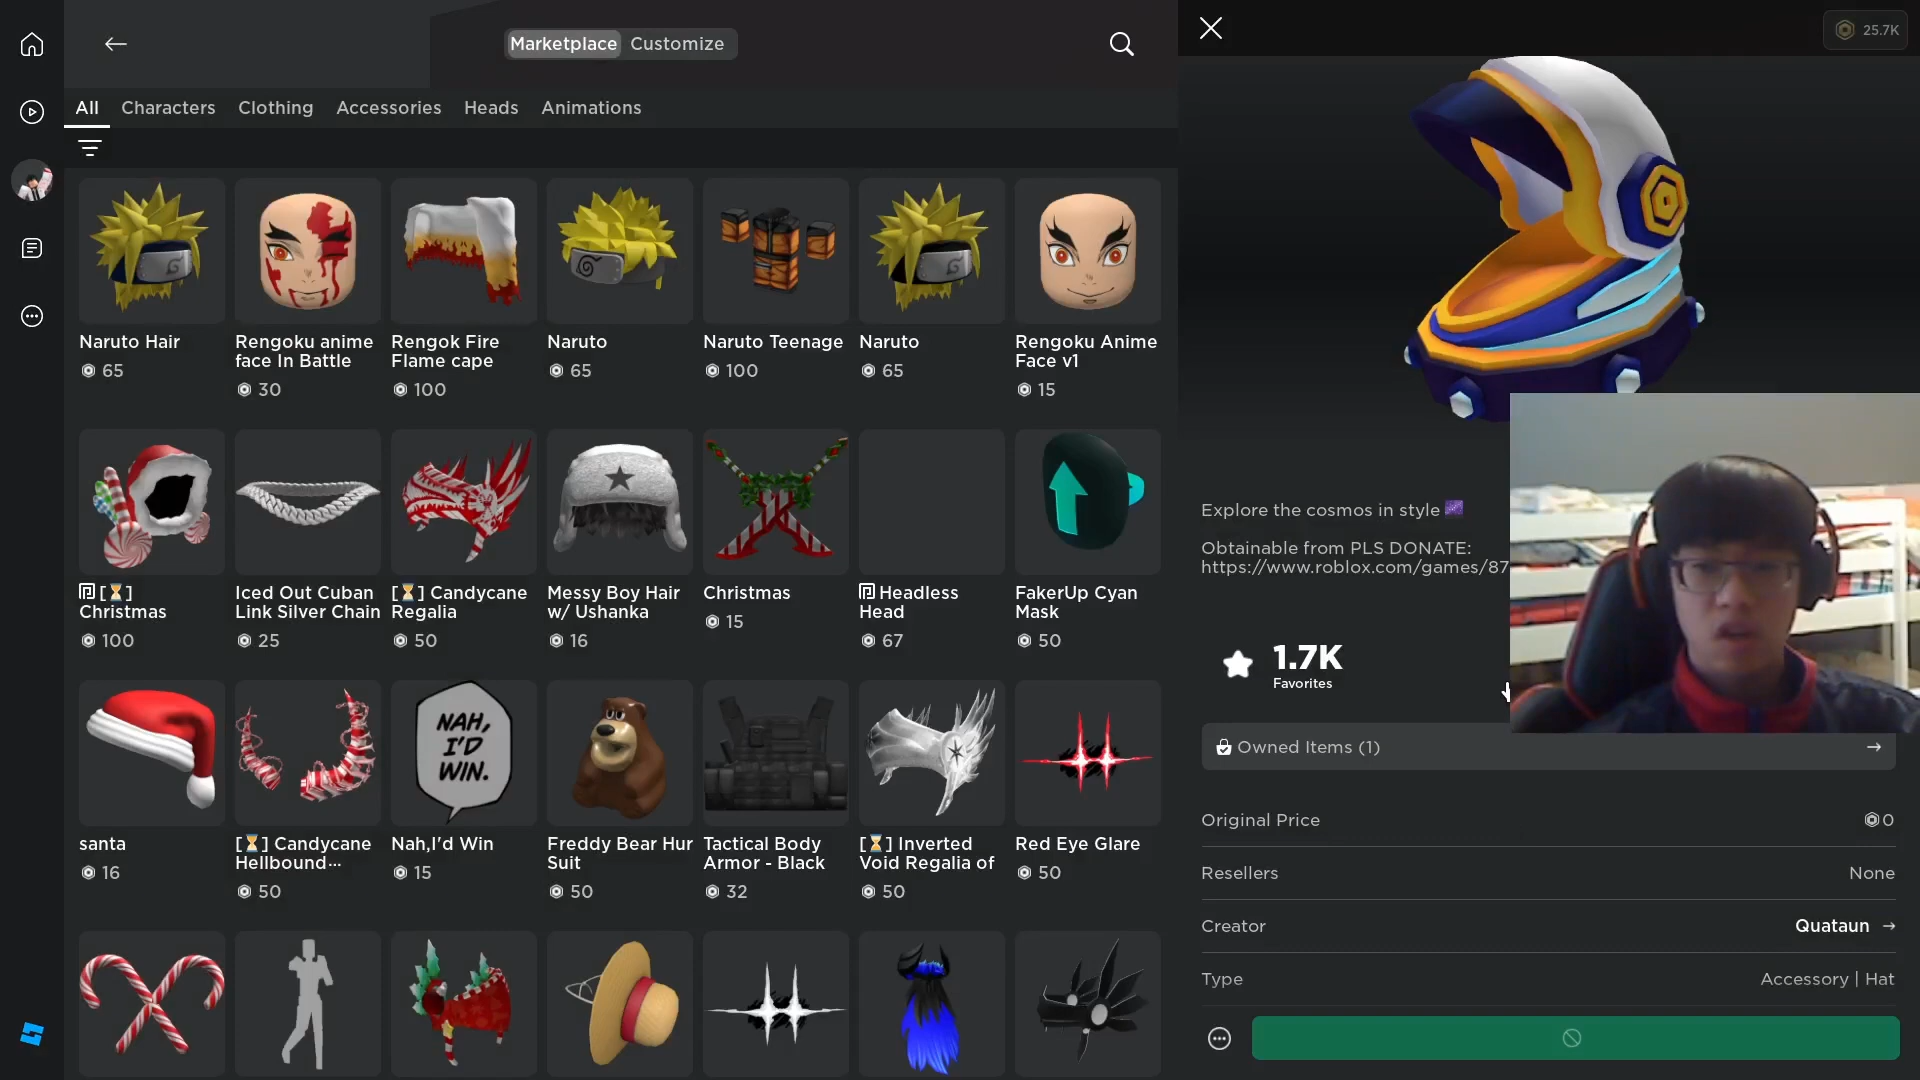 Marketplace Customize
25.7K
All Characters Clothing Accessories Heads Animations
Naruto Hair
65
Rengoku anime
face In Battle
30
Rengok Fire
Flame cape
100
Naruto
65
Naruto Teenage
100
Naruto
65
Rengoku Anime
Face v1
15
[⏳]
Christmas
100
Iced Out Cuban
Link Silver Chain
25
[⏳] Candycane
Regalia
50
Messy Boy Hair
w/ Ushanka
16
Christmas
15
Headless
Head
67
FakerUp Cyan
Mask
50
santa
16
[⏳] Candycane
Hellbound...
50
NAH,
I'D
WIN.
Nah,I'd Win
15
Freddy Bear Hur
Suit
50
Tactical Body
Armor - Black
32
[⏳] Inverted
Void Regalia of
50
Red Eye Glare
50
Explore the cosmos in style
Obtainable from PLS DONATE:
https://www.roblox.com/games/87
1.7K
Favorites
Owned Items (1)
Original Price 0
Resellers None
Creator Quataun
Type Accessory | Hat